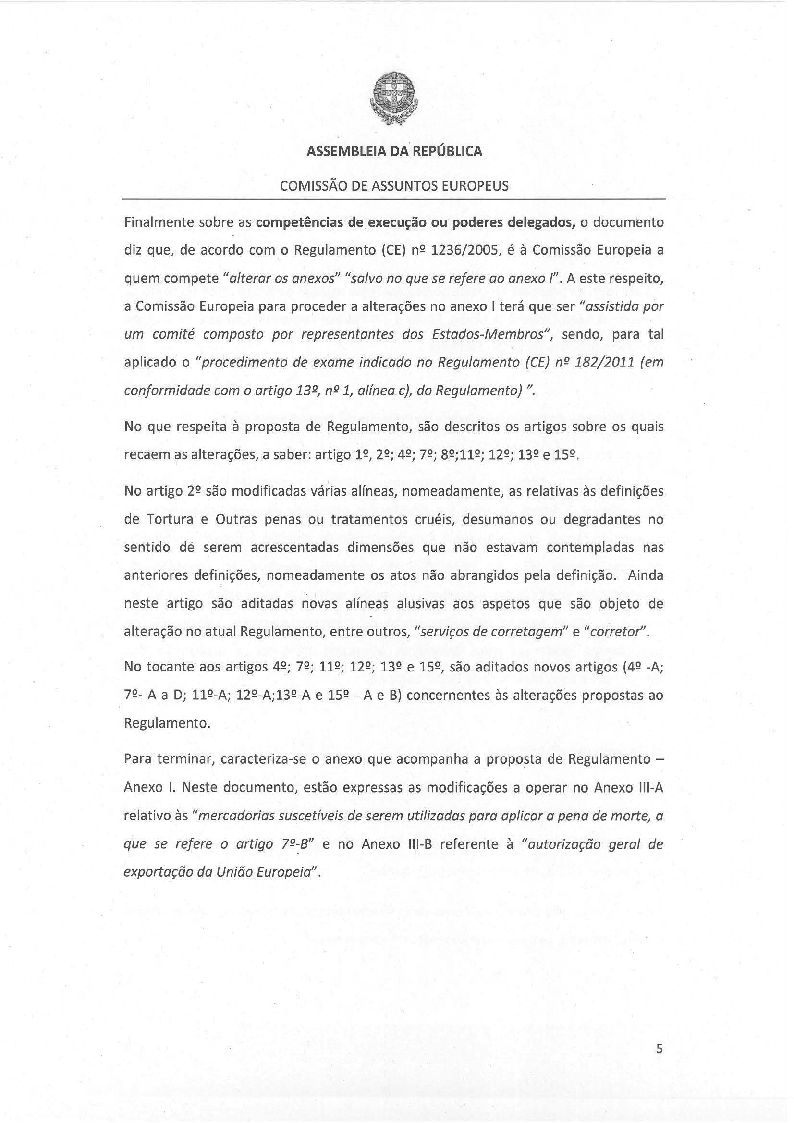 ASSEMBLEIA DA REPÚBLICA
COMISSÃO DE ASSUNTOS EUROPEUS
Finalmente sobre as competências de execução ou poderes delegados, o documento
diz que, de acordo com o Regulamento (CE) nº 1236/2005, é à Comissão Europeia a
quem compete "alterar os anexos" "salvo no que se refere ao anexo I". A este respeito,
a Comissão Europeia para proceder a alterações no anexo I terá que ser "assistida por
um comité composto por representantes dos Estados-Membros", sendo, para tal
aplicado o "procedimento de exame indicado no Regulamento (CE) nº 182/2011 (em
conformidade com o artigo 13º, nº 1, alínea c), do Regulamento) ".
No que respeita à proposta de Regulamento, são descritos os artigos sobre os quais
recaem as alterações, a saber: artigo 1º, 2º; 4º; 7º; 8º;11º; 12º; 13º e 15º.
No artigo 2º são modificadas várias alíneas, nomeadamente, as relativas às definições
de Tortura e Outras penas ou tratamentos cruéis, desumanos ou degradantes no
sentido de serem acrescentadas dimensões que não estavam contempladas nas
anteriores definições, nomeadamente os atos não abrangidos pela definição. Ainda
neste artigo são aditadas novas alíneas alusivas aos aspetos que são objeto de
alteração no atual Regulamento, entre outros, "serviços de corretagem" e "corretor".
No tocante aos artigos 4º; 7º; 11º; 12º; 13º e 15º, são aditados novos artigos (4º -A;
7º- A a D; 11º-A; 12º-A;13º A e 15º - A e B) concernentes às alterações propostas ao
Regulamento.
Para terminar, caracteriza-se o anexo que acompanha a proposta de Regulamento –
Anexo I. Neste documento, estão expressas as modificações a operar no Anexo III-A
relativo às "mercadorias suscetíveis de serem utilizadas para aplicar a pena de morte, a
que se refere o artigo 7º-B" e no Anexo III-B referente à "autorização geral de
exportação da União Europeia".
5